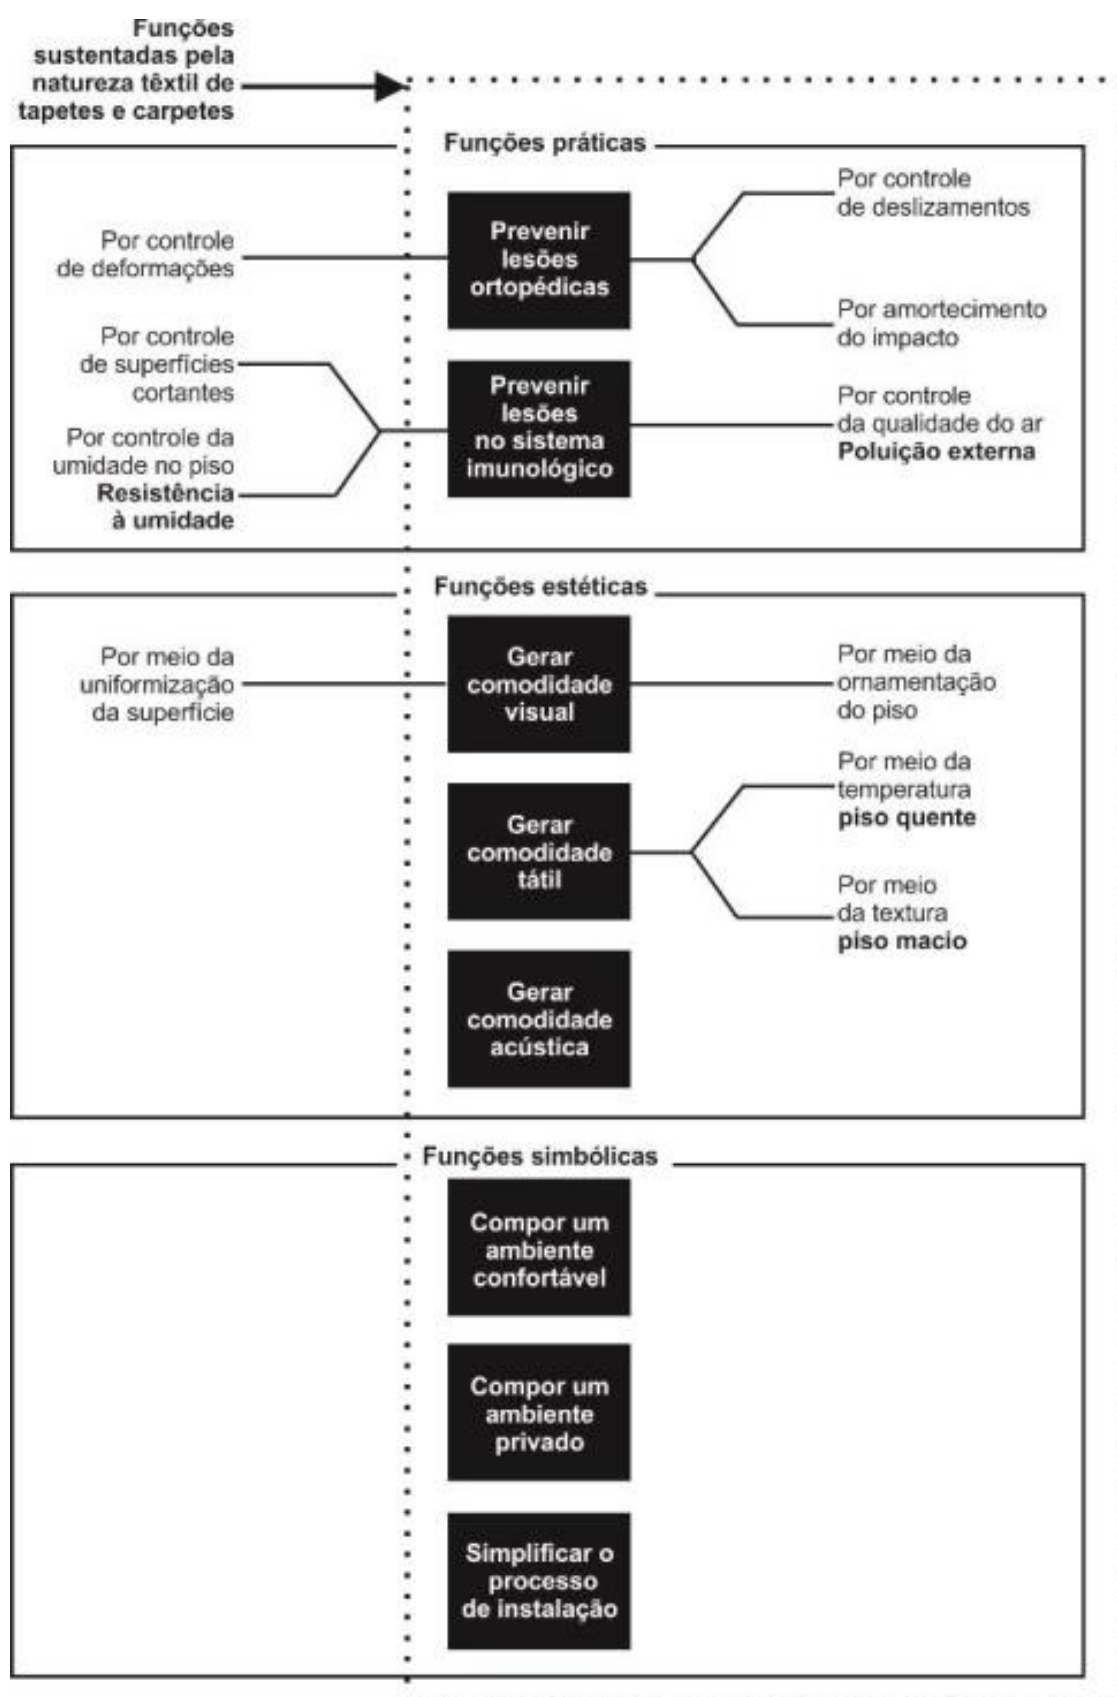 Funções
sustentadas pela
natureza têxtil de
tapetes e carpetes
Funções práticas
Por controle
de deformações
Prevenir
lesões
ortopédicas
Por controle
de deslizamentos
Por amortecimento
do impacto
Por controle
de superfícies
cortantes
Por controle da
umidade no piso
Resistência
à umidade
Prevenir
lesões
no sistema
imunológico
Por controle
da qualidade do ar
Poluição externa
Funções estéticas
Por meio da
uniformização
da superfície
Gerar
comodidade
visual
Por meio da
ornamentação
do piso
Gerar
comodidade
tátil
Por meio da
temperatura
piso quente
Por meio
da textura
piso macio
Gerar
comodidade
acústica
Funções simbólicas
Compor um
ambiente
confortável
Compor um
ambiente
privado
Simplificar o
processo
de instalação